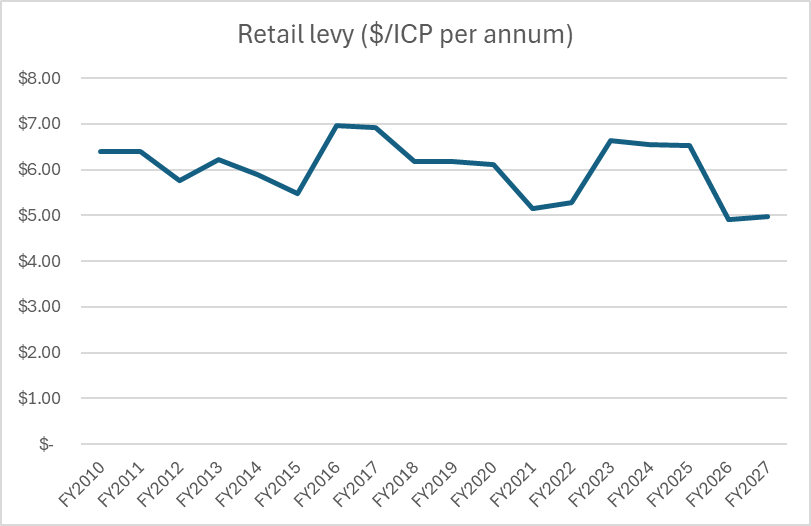 Retail levy ($/ICP per annum)
$8.00
$7.00
$6.00
$5.00
$4.00
$3.00
$2.00
$1.00
$-
FY2010
FY2011
FY2012
FY2013
FY2014
FY2015
FY2016
FY2017
FY2018
FY2019
FY2020
FY2021
FY2022
FY2023
FY2024
FY2025
FY2026
FY2027